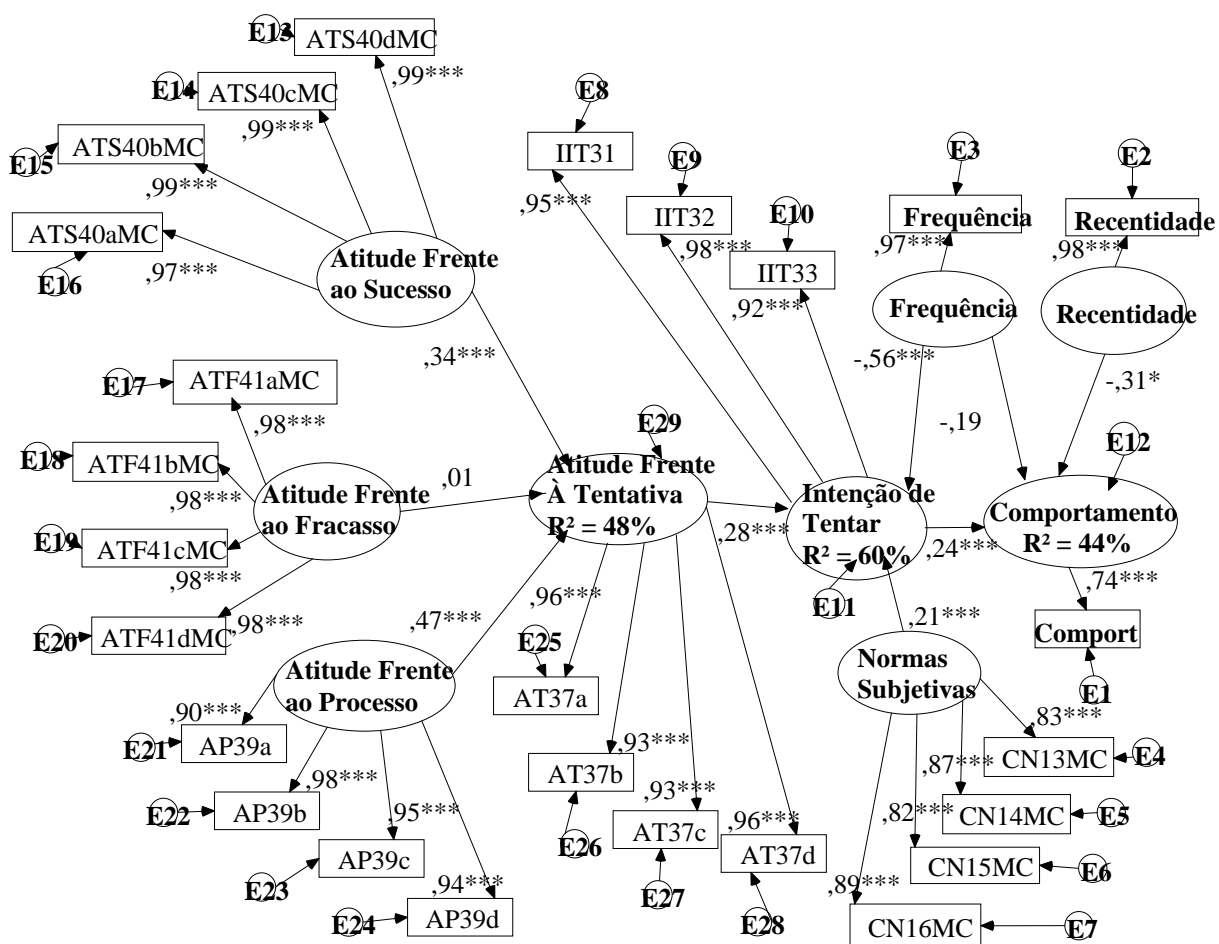 E13
ATS40dMC
,99***
E14
ATS40cMC
,99***
E15
ATS40bMC
,99***
E16
ATS40aMC
,97***
Atitude Frente
ao Sucesso
,34***
E8
IIT31
,95***
E9
IIT32
,98***
E10
IIT33
,92***
E3
Frequência
,97***
Frequência
-,56***
-,19
E2
Recentidade
,98***
Recentidade
-,31*
E12
E17
ATF41aMC
,98***
E18
ATF41bMC
,98***
E19
ATF41cMC
,98***
E20
ATF41dMC
,98***
Atitude Frente
ao Fracasso
,01
E29
Atitude Frente
À Tentativa
R² = 48%
,28***
Intenção de
Tentar
R² = 60%
,24***
E11
Comportamento
R² = 44%
,74***
Comport
E1
,47***
Atitude Frente
ao Processo
,90***
E21
AP39a
,98***
E22
AP39b
,95***
E23
AP39c
,94***
E24
AP39d
,96***
E25
AT37a
,93***
AT37b
E26
,93***
AT37c
E27
,96***
AT37d
E28
,21***
Normas
Subjetivas
,83***
CN13MC
E4
,87***
CN14MC
E5
,82***
CN15MC
E6
,89***
CN16MC
E7